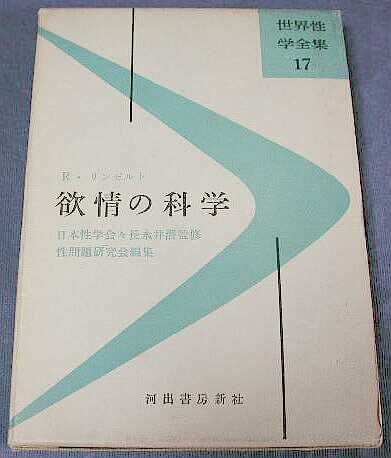 世界性
学全集
17
R・リンゼルト
欲情の科学
日本性学会々長永井潜監修
性問題研究会編集
河出書房新社